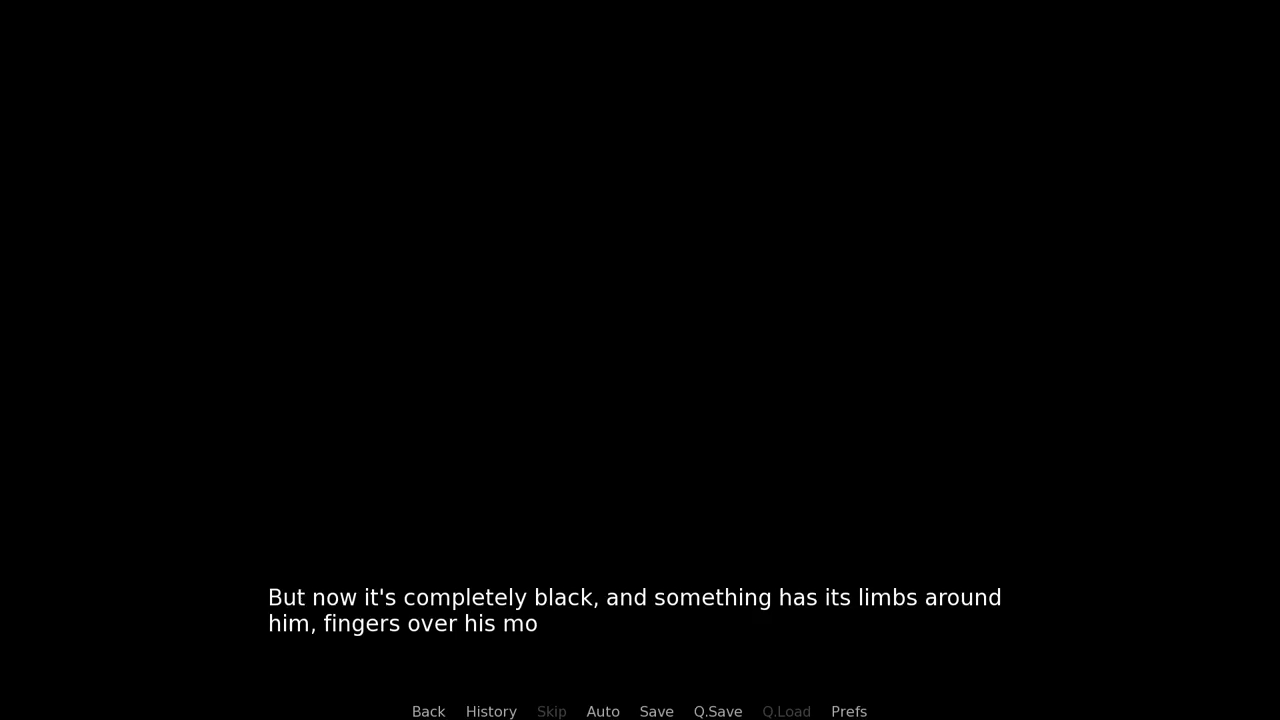 But now it's completely black, and something has its limbs around
him, fingers over his mo
Back History Skip Auto Save Q.Save Q.Load Prefs